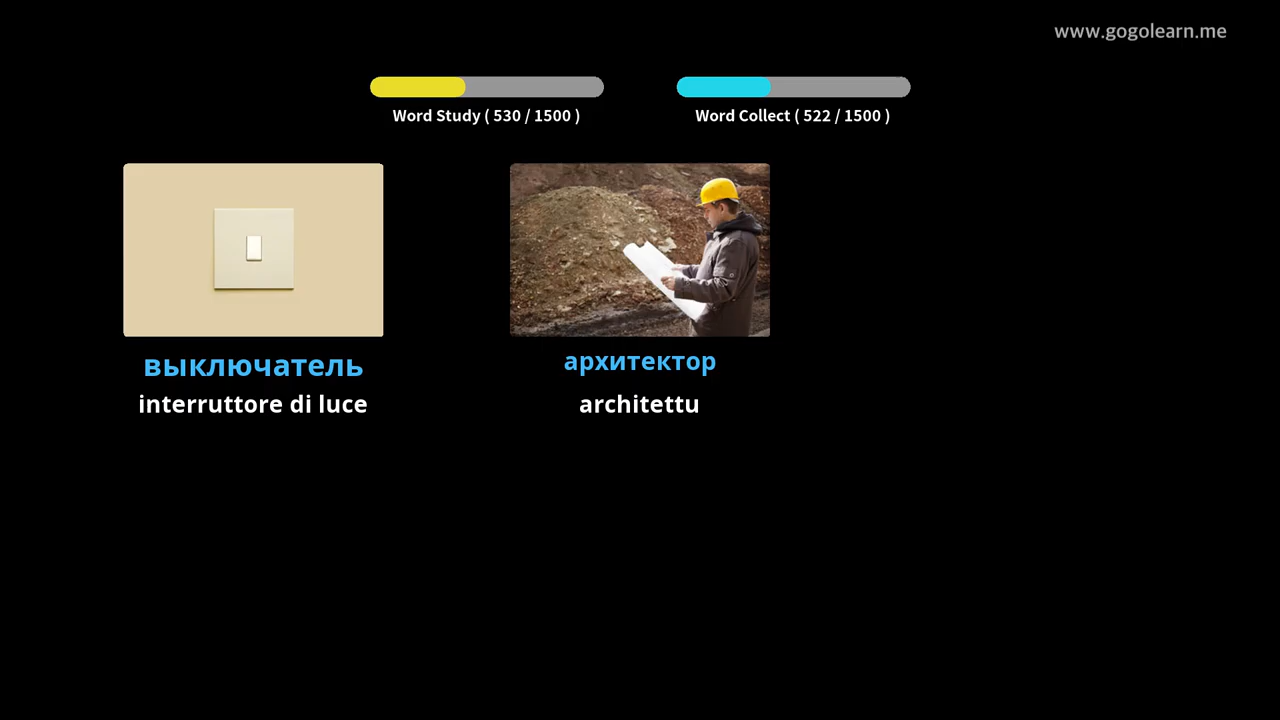 www.gogolearn.me
Word Study ( 530 / 1500 )
Word Collect ( 522 / 1500 )
выключатель
interruttore di luce
архитектор
architettu